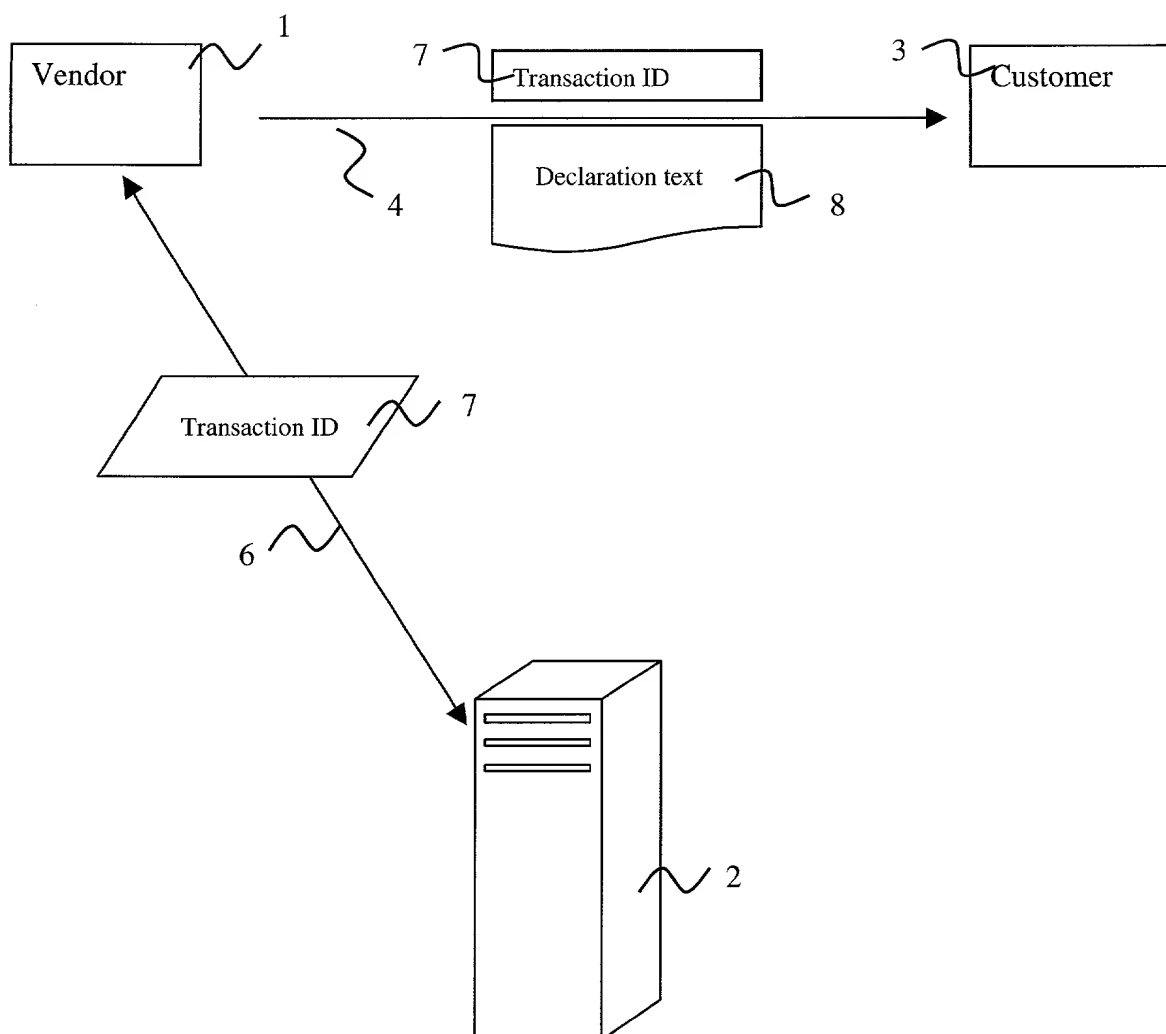 1
7
3
Vendor
Transaction ID
Customer
4
Declaration text
8
7
Transaction ID
6
2